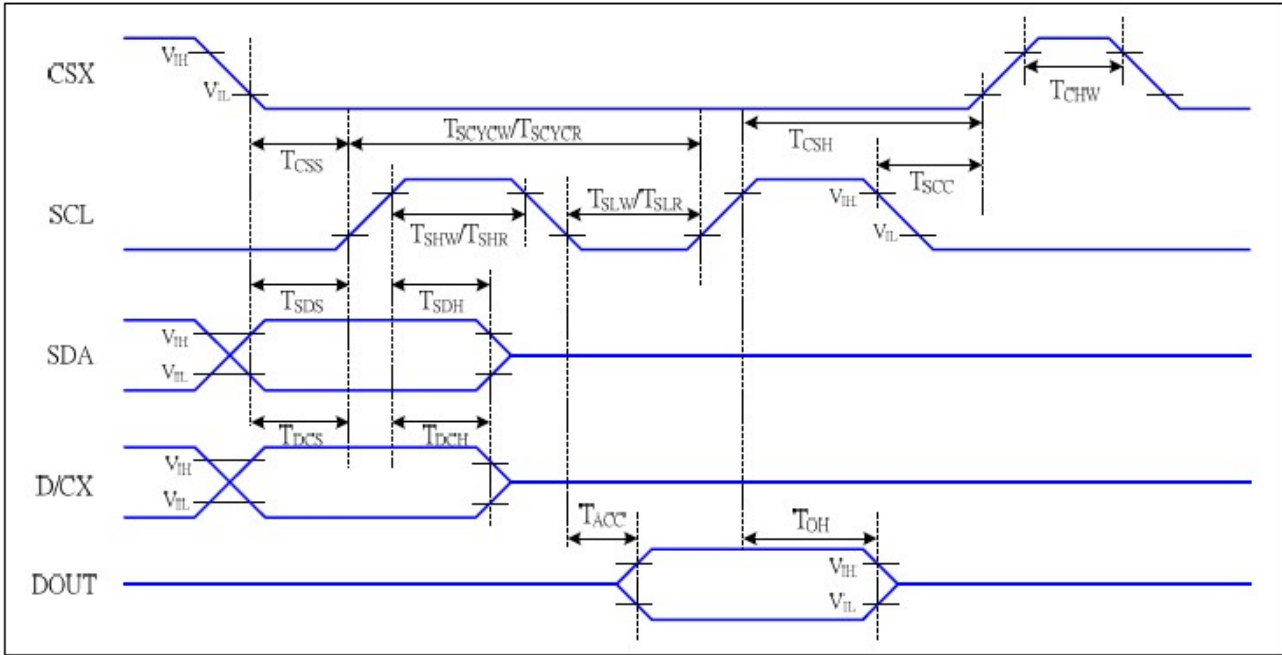 CSX
VIH
VIL
TCHW
TSCYCW/TSCYCR
TCSS
TCSH
TSCC
SCL
TSLW/TSLR
VIH
VIL
TSHW/TSHR
TSDS
TSDH
SDA
VIH
VIL
TDCS
TDCH
D/CX
VIH
VIL
TACC
TOH
DOUT
VIH
VIL